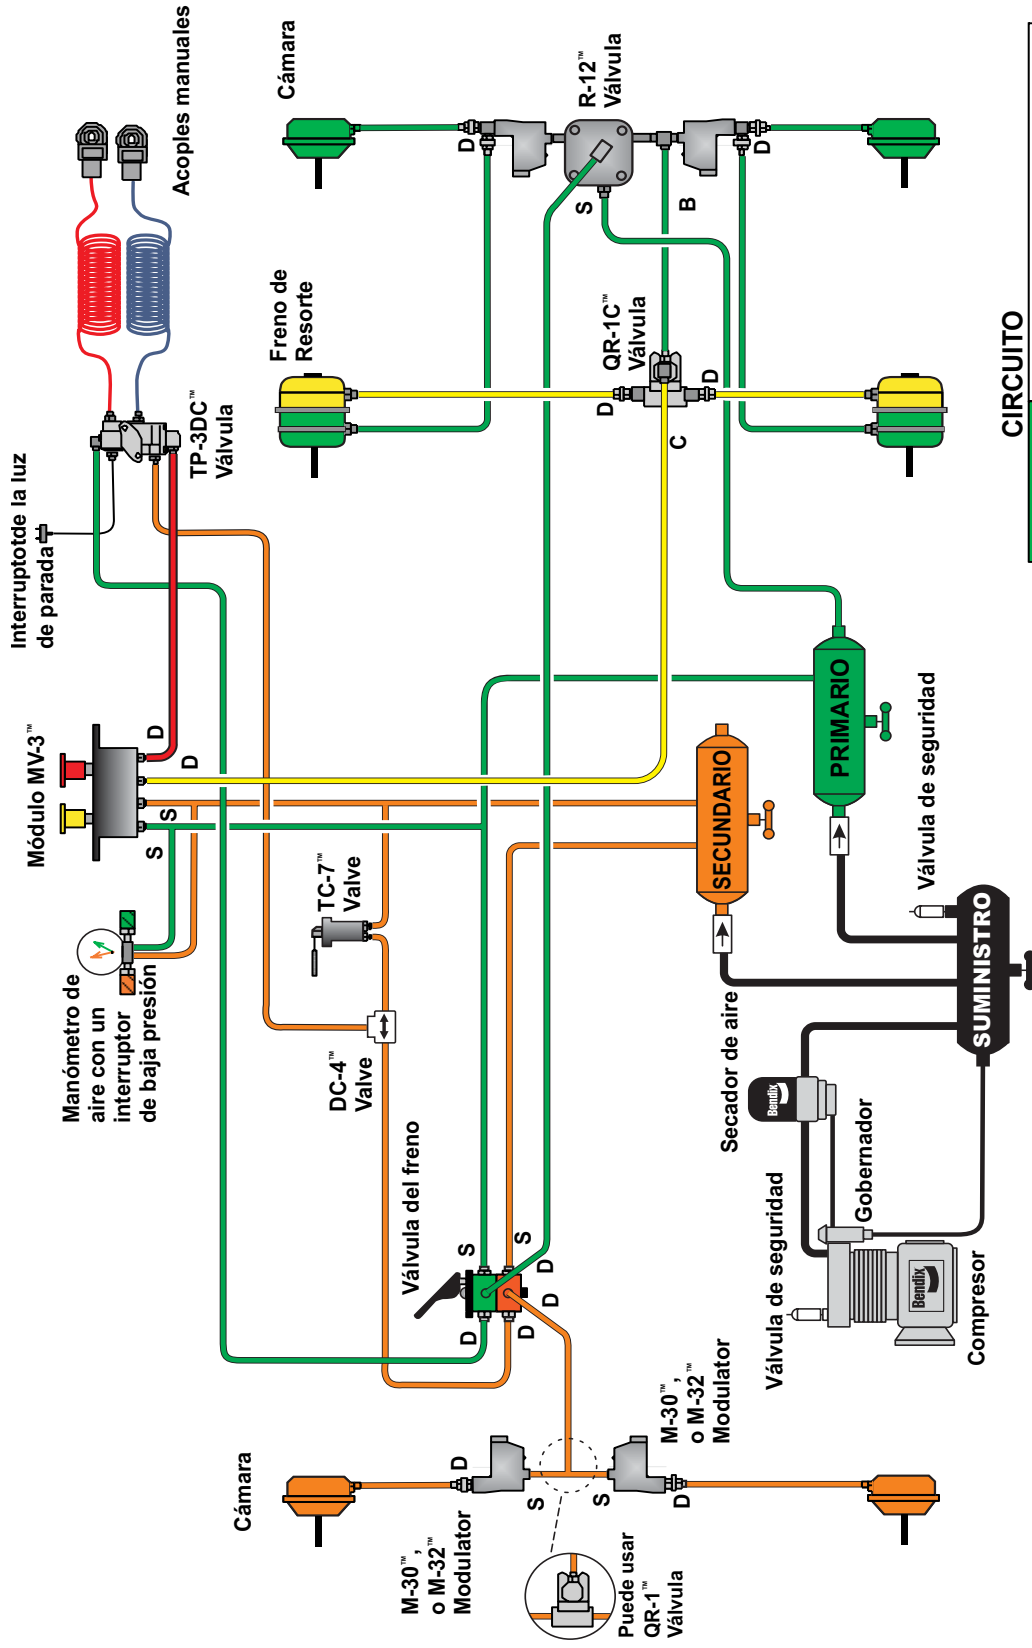 Acoples manuales
Cámara
R-12™
Válvula
D
D
S
B
Freno de
Resorte
QR-1C™
Válvula
D
D
C
CIRCUITO
TP-3DC™
Válvula
Interruptotde la luz
de parada
Módulo MV-3™
D
D
S
S
Manómetro de
aire con un
interruptor
de baja presión
TC-7™
Valve
DC-4™
Valve
Válvula del freno
S
S
D
D
D
D
SECUNDARIO
PRIMARIO
SUMINISTRO
Válvula de seguridad
Secador de aire
Bendix
Gobernador
Válvula de seguridad
Bendix
Compresor
Cámara
D
S
S
D
M-30™,
o M-32™
Modulator
M-30™,
o M-32™
Modulator
Puede usar
QR-1™
Válvula